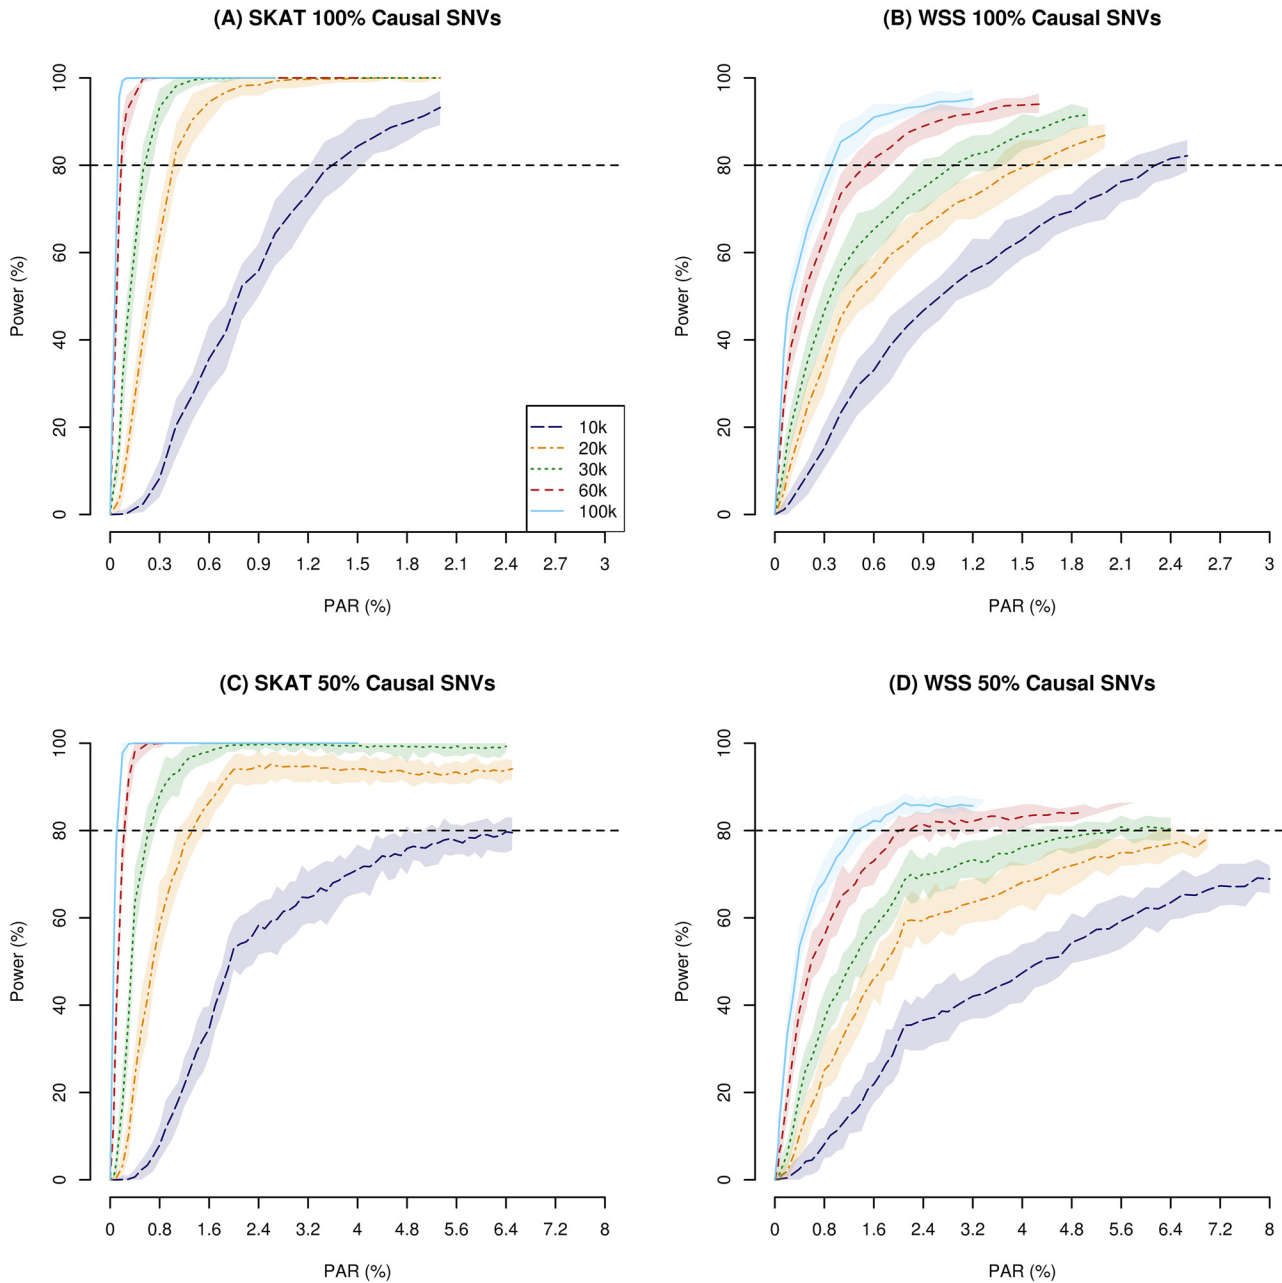 (A) SKAT 100% Causal SNVs
Power (%)
100
80
60
40
20
0
10k
20k
30k
60k
100k
0 0.3 0.6 0.9 1.2 1.5 1.8 2.1 2.4 2.7 3
PAR (%)
(B) WSS 100% Causal SNVs
Power (%)
100
80
60
40
20
0
0 0.3 0.6 0.9 1.2 1.5 1.8 2.1 2.4 2.7 3
PAR (%)
(C) SKAT 50% Causal SNVs
Power (%)
100
80
60
40
20
0
0 0.8 1.6 2.4 3.2 4 4.8 5.6 6.4 7.2 8
PAR (%)
(D) WSS 50% Causal SNVs
Power (%)
100
80
60
40
20
0
0 0.8 1.6 2.4 3.2 4 4.8 5.6 6.4 7.2 8
PAR (%)